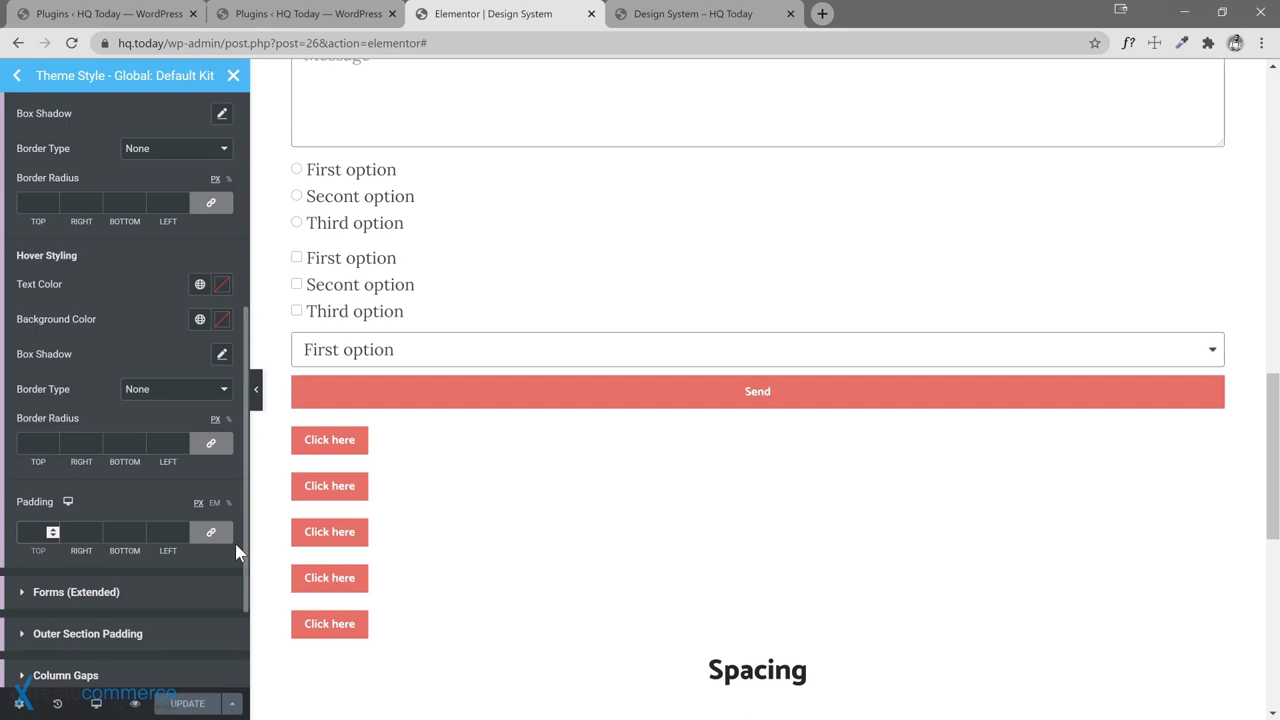 Plugins ‹ HQ Today — WordPress
Plugins ‹ HQ Today — WordPress
Elementor | Design System
Design System – HQ Today
hq.today/wp-admin/post.php?post=26&action=elementor#
Theme Style - Global: Default Kit
Box Shadow
Border Type
None
Border Radius
PX %
TOP RIGHT BOTTOM LEFT
Hover Styling
Text Color
Background Color
Box Shadow
Border Type
None
Border Radius
PX %
TOP RIGHT BOTTOM LEFT
Padding
PX EM %
TOP RIGHT BOTTOM LEFT
Forms (Extended)
Outer Section Padding
Column Gaps
commerce
UPDATE
Message
First option
Secont option
Third option
First option
Secont option
Third option
First option
Send
Click here
Click here
Click here
Click here
Click here
Spacing